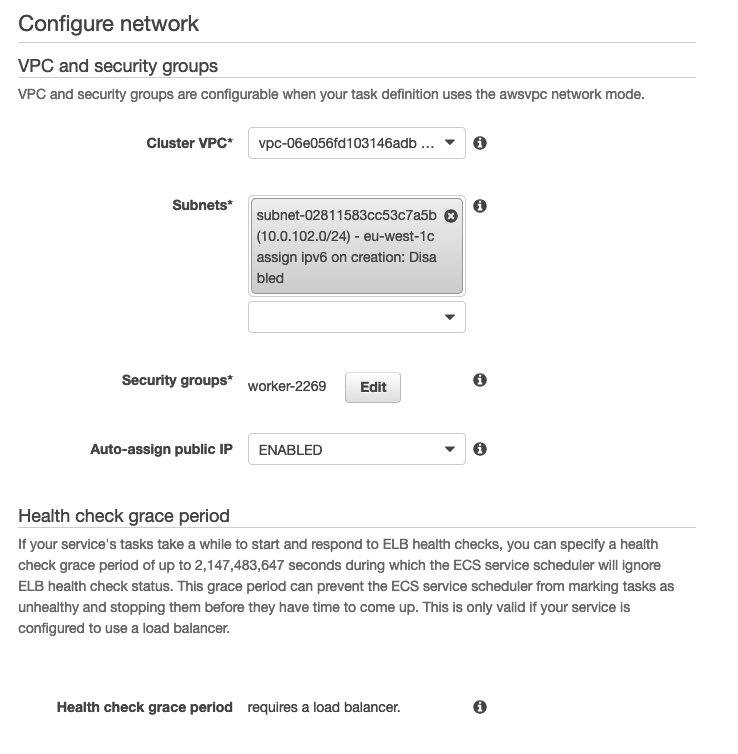 Configure network
VPC and security groups
VPC and security groups are configurable when your task definition uses the awsvpc network mode.
Cluster VPC* vpc-06e056fd103146adb ...
Subnets* subnet-02811583cc53c7a5b
(10.0.102.0/24) - eu-west-1c
assign ipv6 on creation: Disa
bled
Security groups* worker-2269 Edit
Auto-assign public IP ENABLED
Health check grace period
If your service's tasks take a while to start and respond to ELB health checks, you can specify a health
check grace period of up to 2,147,483,647 seconds during which the ECS service scheduler will ignore
ELB health check status. This grace period can prevent the ECS service scheduler from marking tasks as
unhealthy and stopping them before they have time to come up. This is only valid if your service is
configured to use a load balancer.
Health check grace period requires a load balancer.